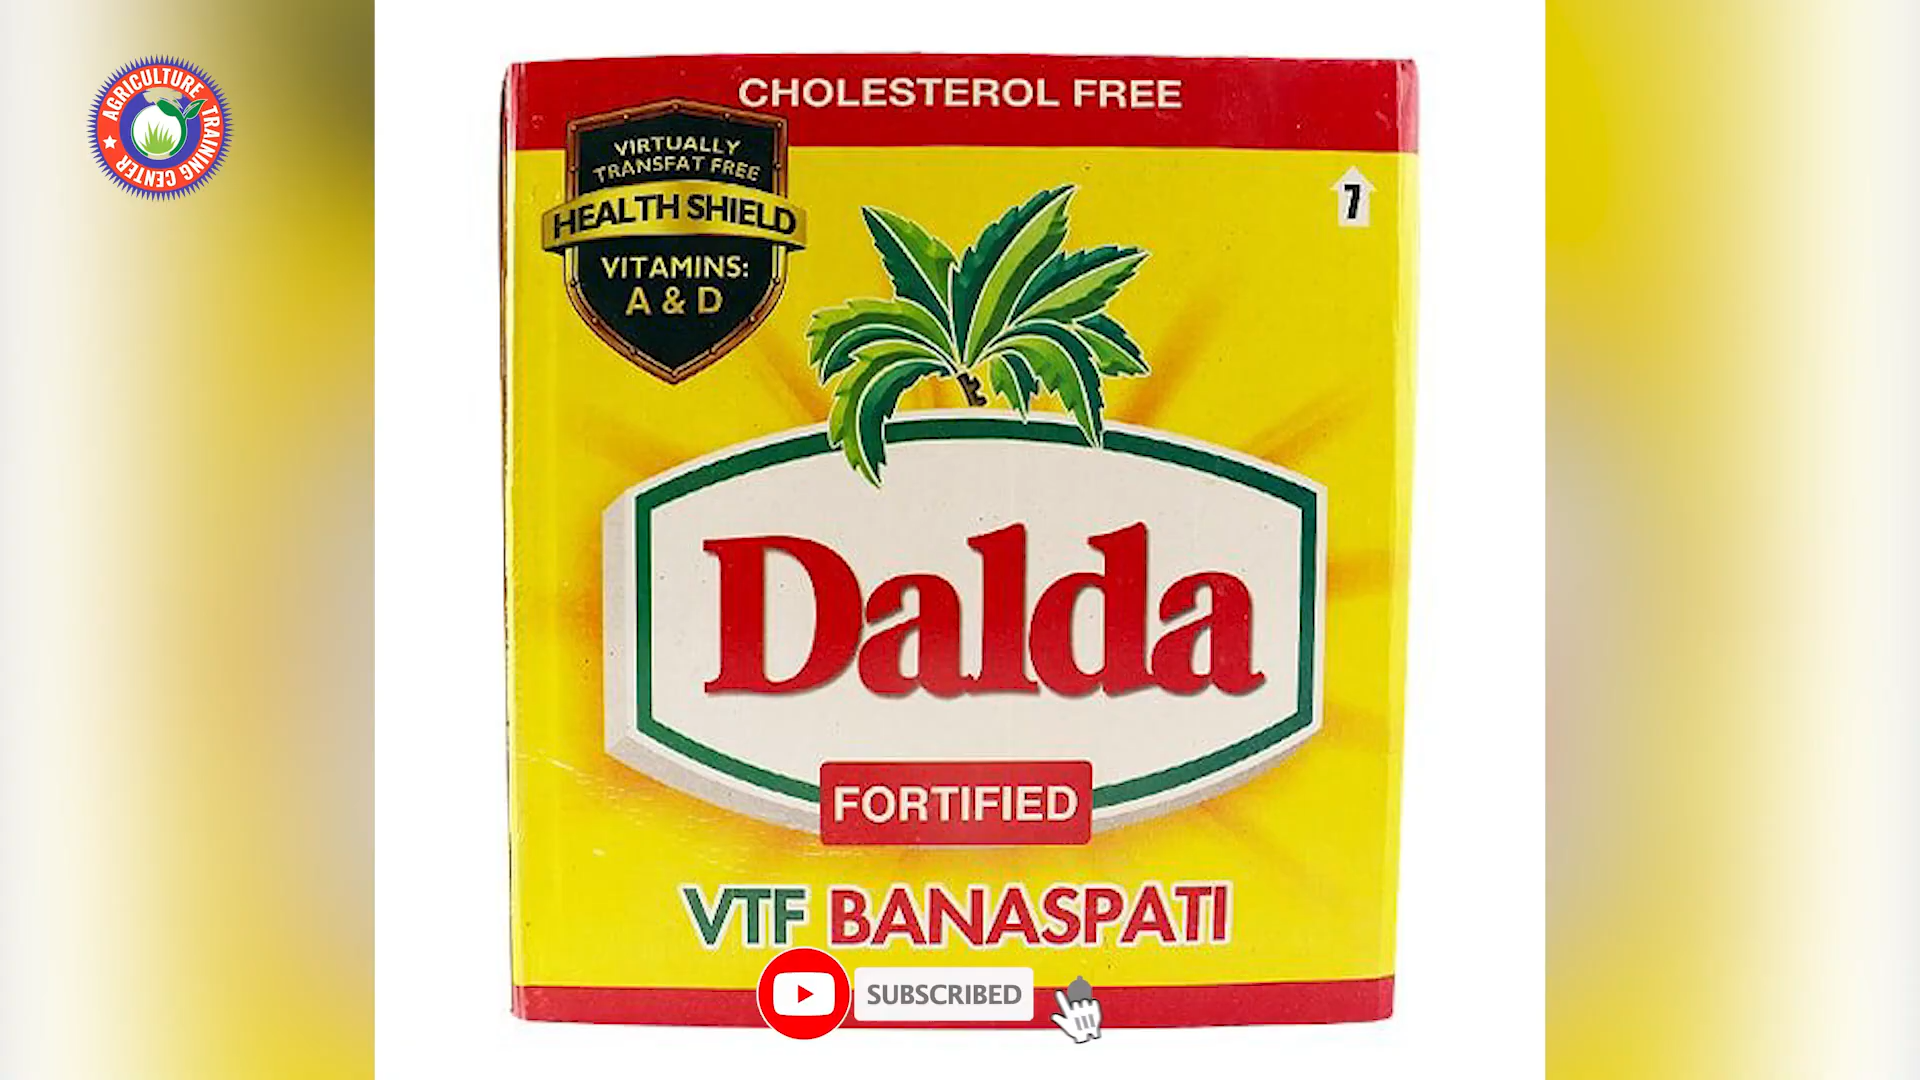 AGRICULTURE TRAINING CENTER
CHOLESTEROL FREE
VIRTUALLY
TRANSFAT FREE
HEALTH SHIELD
VITAMINS:
A & D
7
Dalda
FORTIFIED
VTF BANASPATI
SUBSCRIBED